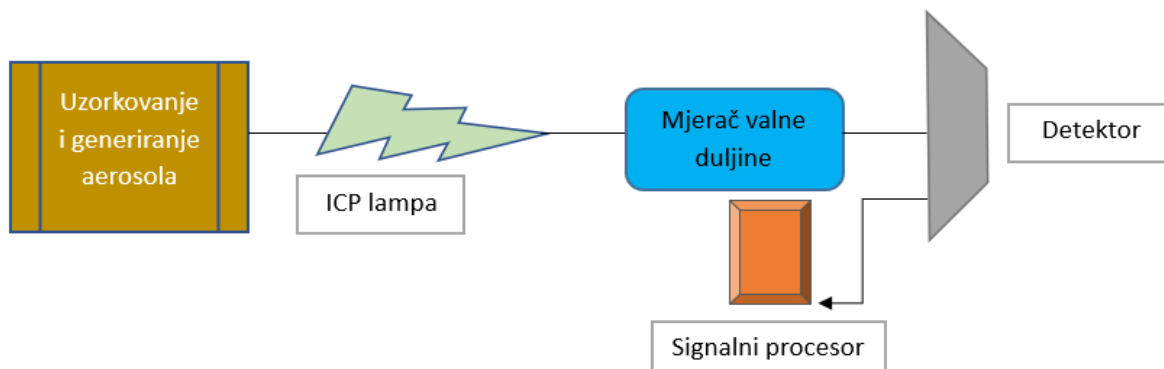 Uzorkovanje
i generiranje
aerosola
ICP lampa
Mjerač valne
duljine
Detektor
Signalni procesor